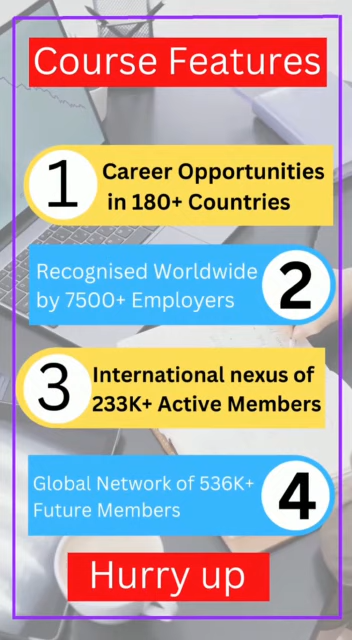 Course Features
1
Career Opportunities
in 180+ Countries
Recognised Worldwide
by 7500+ Employers
2
3
International nexus of
233K+ Active Members
Global Network of 536K+
Future Members
4
Hurry up